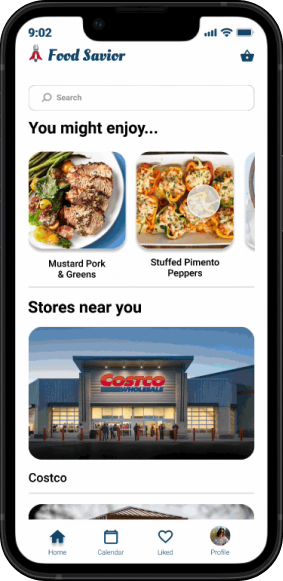 9:02
Food Savior
Search
You might enjoy...
Mustard Pork
& Greens
Stuffed Pimento
Peppers
Stores near you
COSTCO
WHOLESALE
Costco
Home
Calendar
Liked
Profile